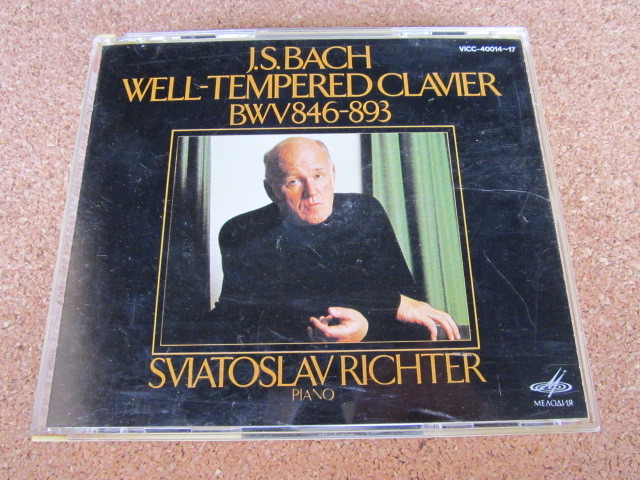 VICC-40014~17
J.S. BACH
WELL-TEMPERED CLAVIER
BWV 846-893
SVIATOSLAV RICHTER
PIANO
МЕЛОДИЯ